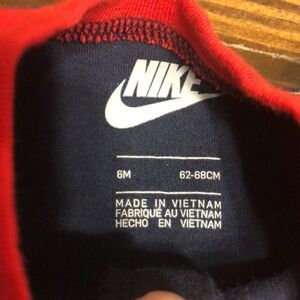 NIKE
6M 62-68CM
MADE IN VIETNAM
FABRIQUÉ AU VIETNAM
HECHO EN VIETNAM